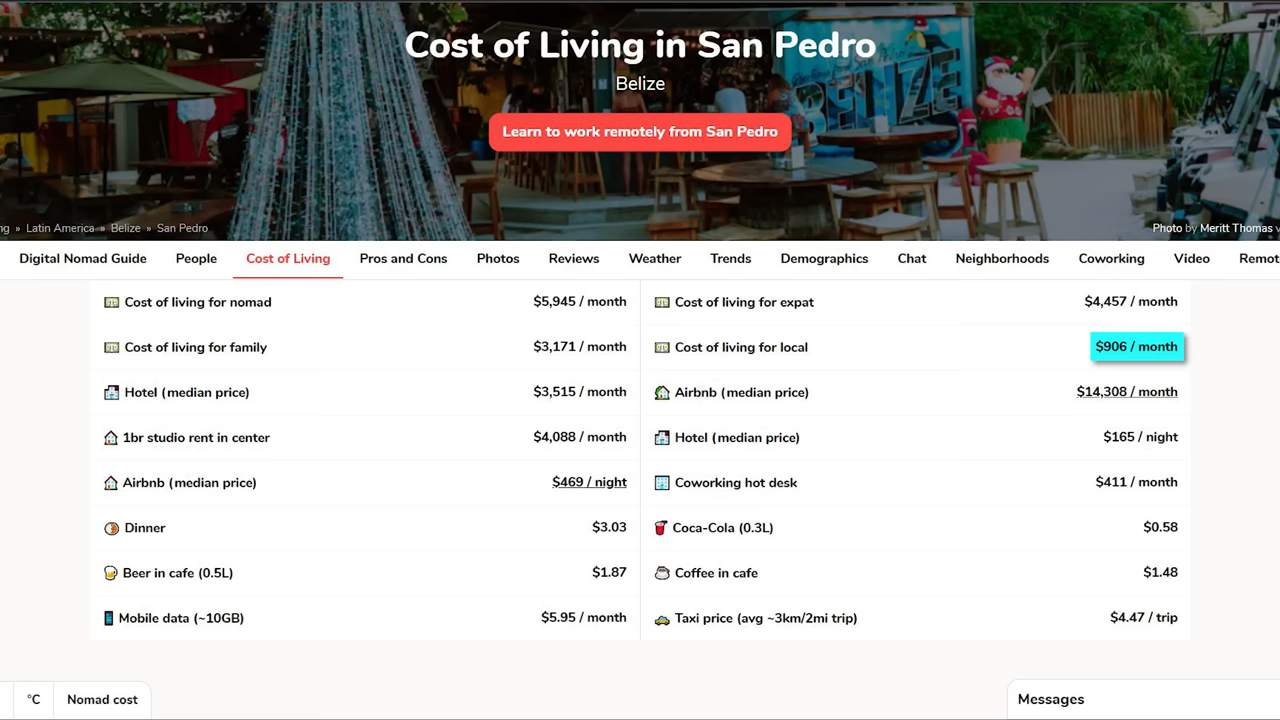 Cost of Living in San Pedro
Belize
BELIZE
Learn to work remotely from San Pedro
ng » Latin America » Belize » San Pedro
Photo by Meritt Thomas v
Digital Nomad Guide People Cost of Living Pros and Cons Photos Reviews Weather Trends Demographics Chat Neighborhoods Coworking Video Remot
Cost of living for nomad $5,945 / month Cost of living for expat $4,457 / month
Cost of living for family $3,171 / month Cost of living for local $906 / month
Hotel (median price) $3,515 / month Airbnb (median price) $14,308 / month
1br studio rent in center $4,088 / month Hotel (median price) $165 / night
Airbnb (median price) $469 / night Coworking hot desk $411 / month
Dinner $3.03 Coca-Cola (0.3L) $0.58
Beer in cafe (0.5L) $1.87 Coffee in cafe $1.48
Mobile data (~10GB) $5.95 / month Taxi price (avg ~3km/2mi trip) $4.47 / trip
°C Nomad cost Messages